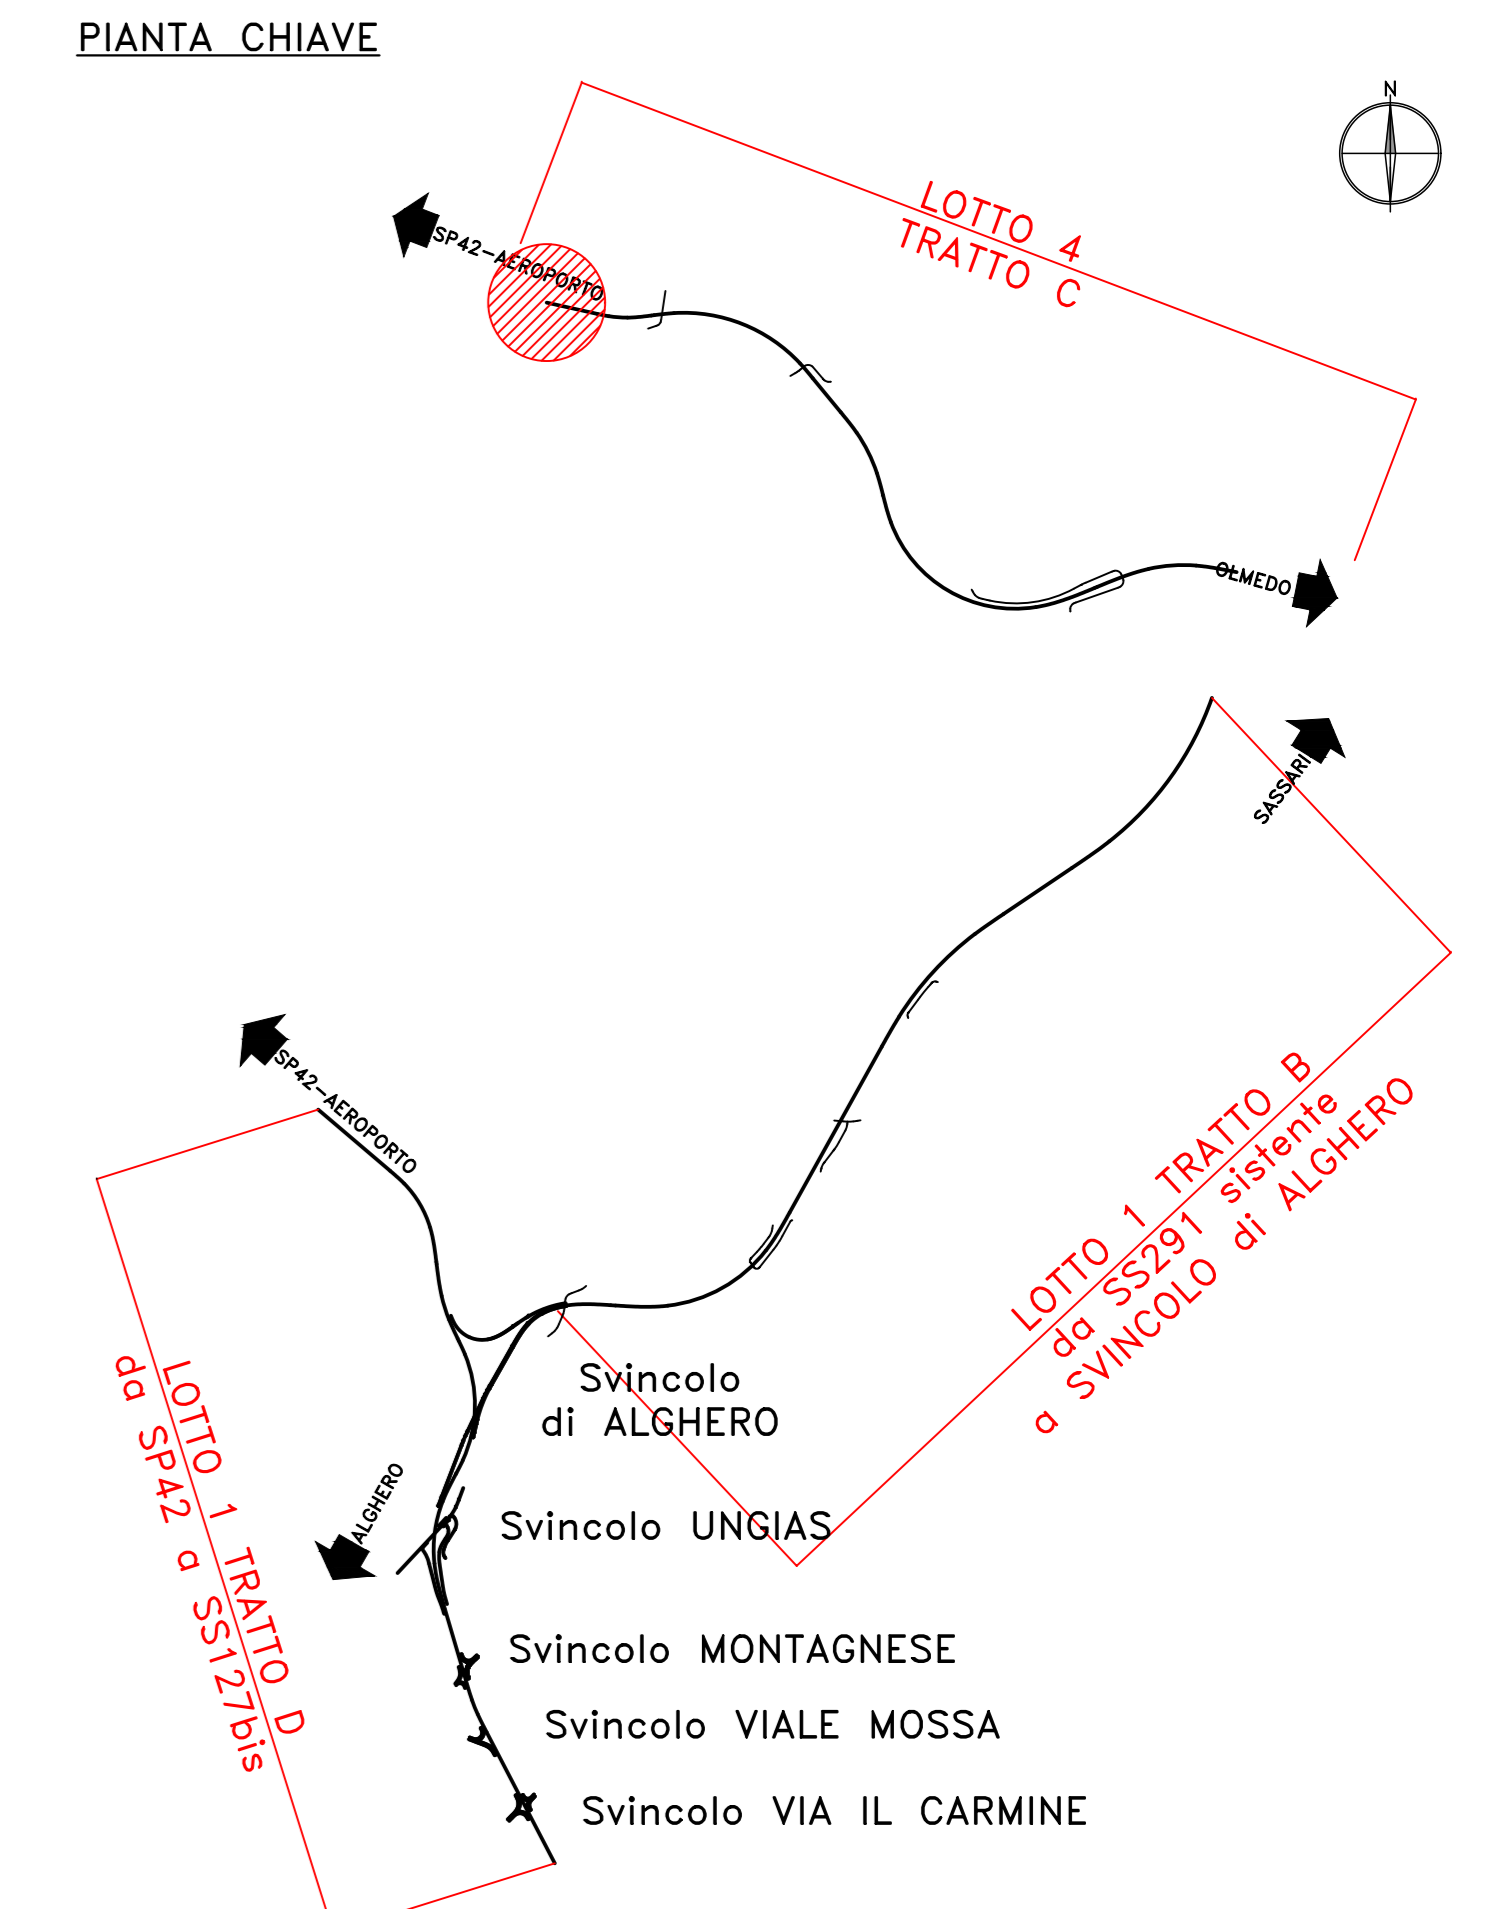 PIANTA CHIAVE
N
LOTTO 4
TRATTO C
SP42-AEROPORTO
OLMEDO
SASSARI
SP42-AEROPORTO
LOTTO 1 TRATTO B
da SS291 sistente
a SVINCOLO di ALGHERO
Svincolo
di ALGHERO
LOTTO 1 TRATTO D
da SP42 a SS127bis
ALGHERO
Svincolo UNGIAS
Svincolo MONTAGNESE
Svincolo VIALE MOSSA
Svincolo VIA IL CARMINE